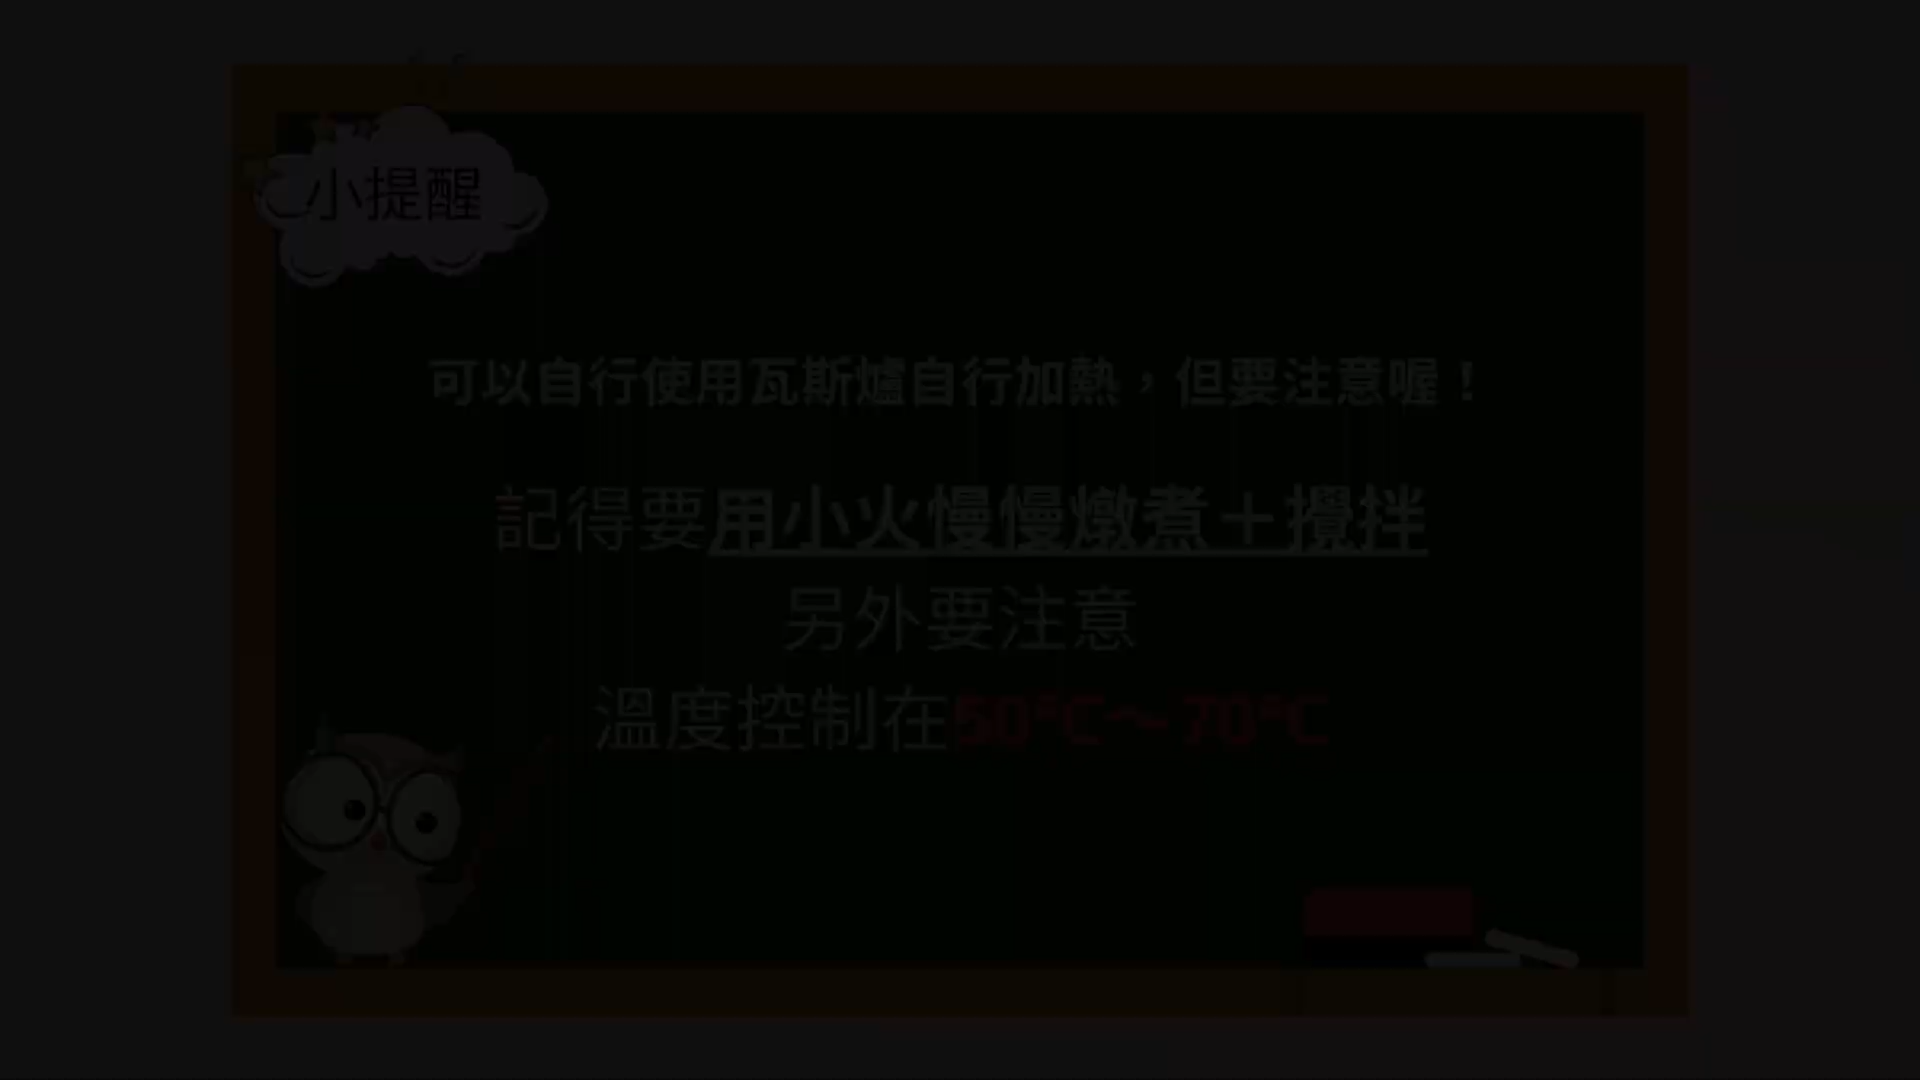 小提醒
可以自行使用瓦斯爐自行加熱，但要注意喔！
記得要用小火慢慢燉煮＋攪拌
另外要注意
溫度控制在50°C～70°C